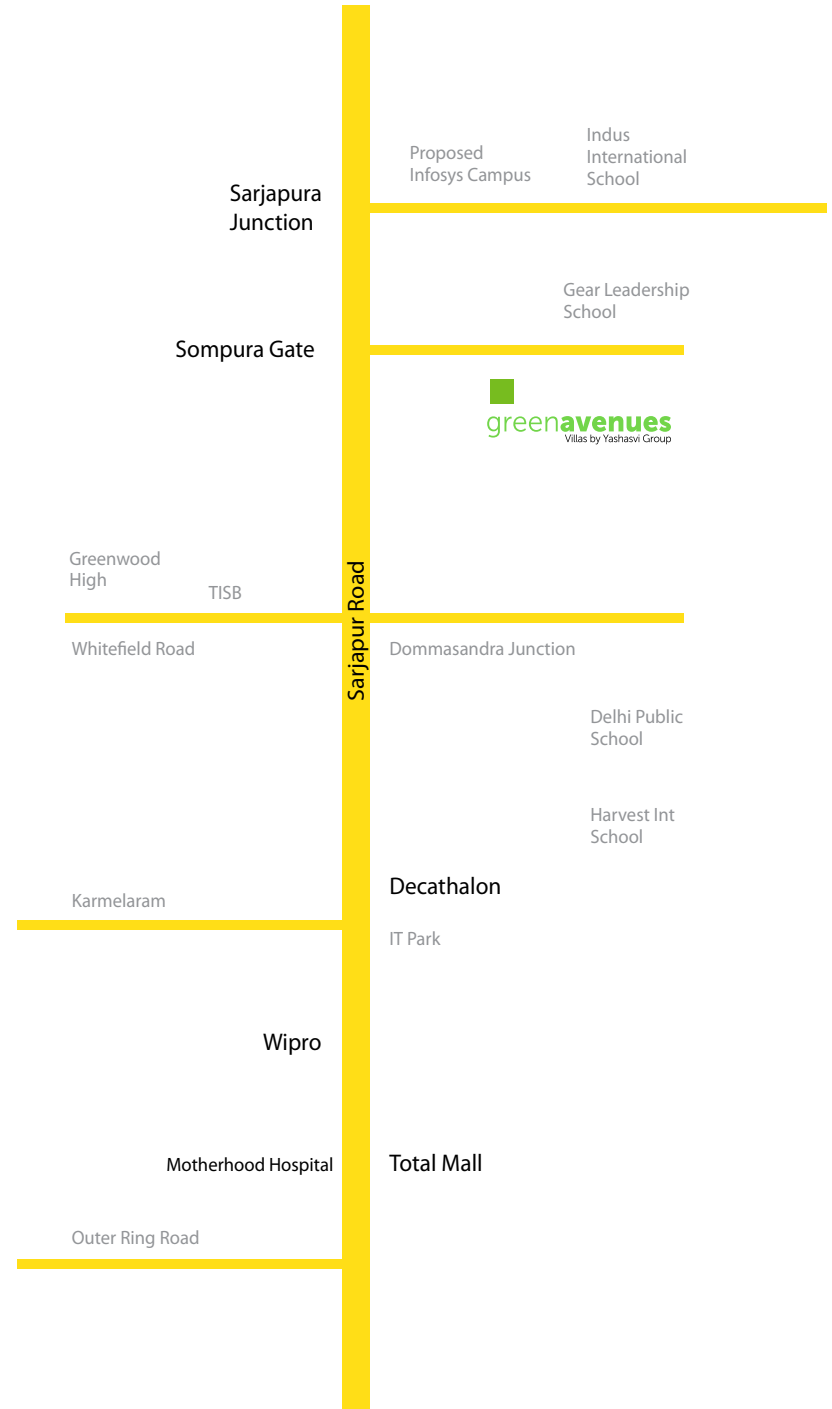 Proposed
Infosys Campus
Indus
International
School
Sarjapura
Junction
Gear Leadership
School
Sompura Gate
greenavenues
Villas by Yashasvi Group
Greenwood
High
TISB
Sarjapur Road
Whitefield Road
Dommasandra Junction
Delhi Public
School
Harvest Int
School
Decathalon
Karmelaram
IT Park
Wipro
Motherhood Hospital
Total Mall
Outer Ring Road